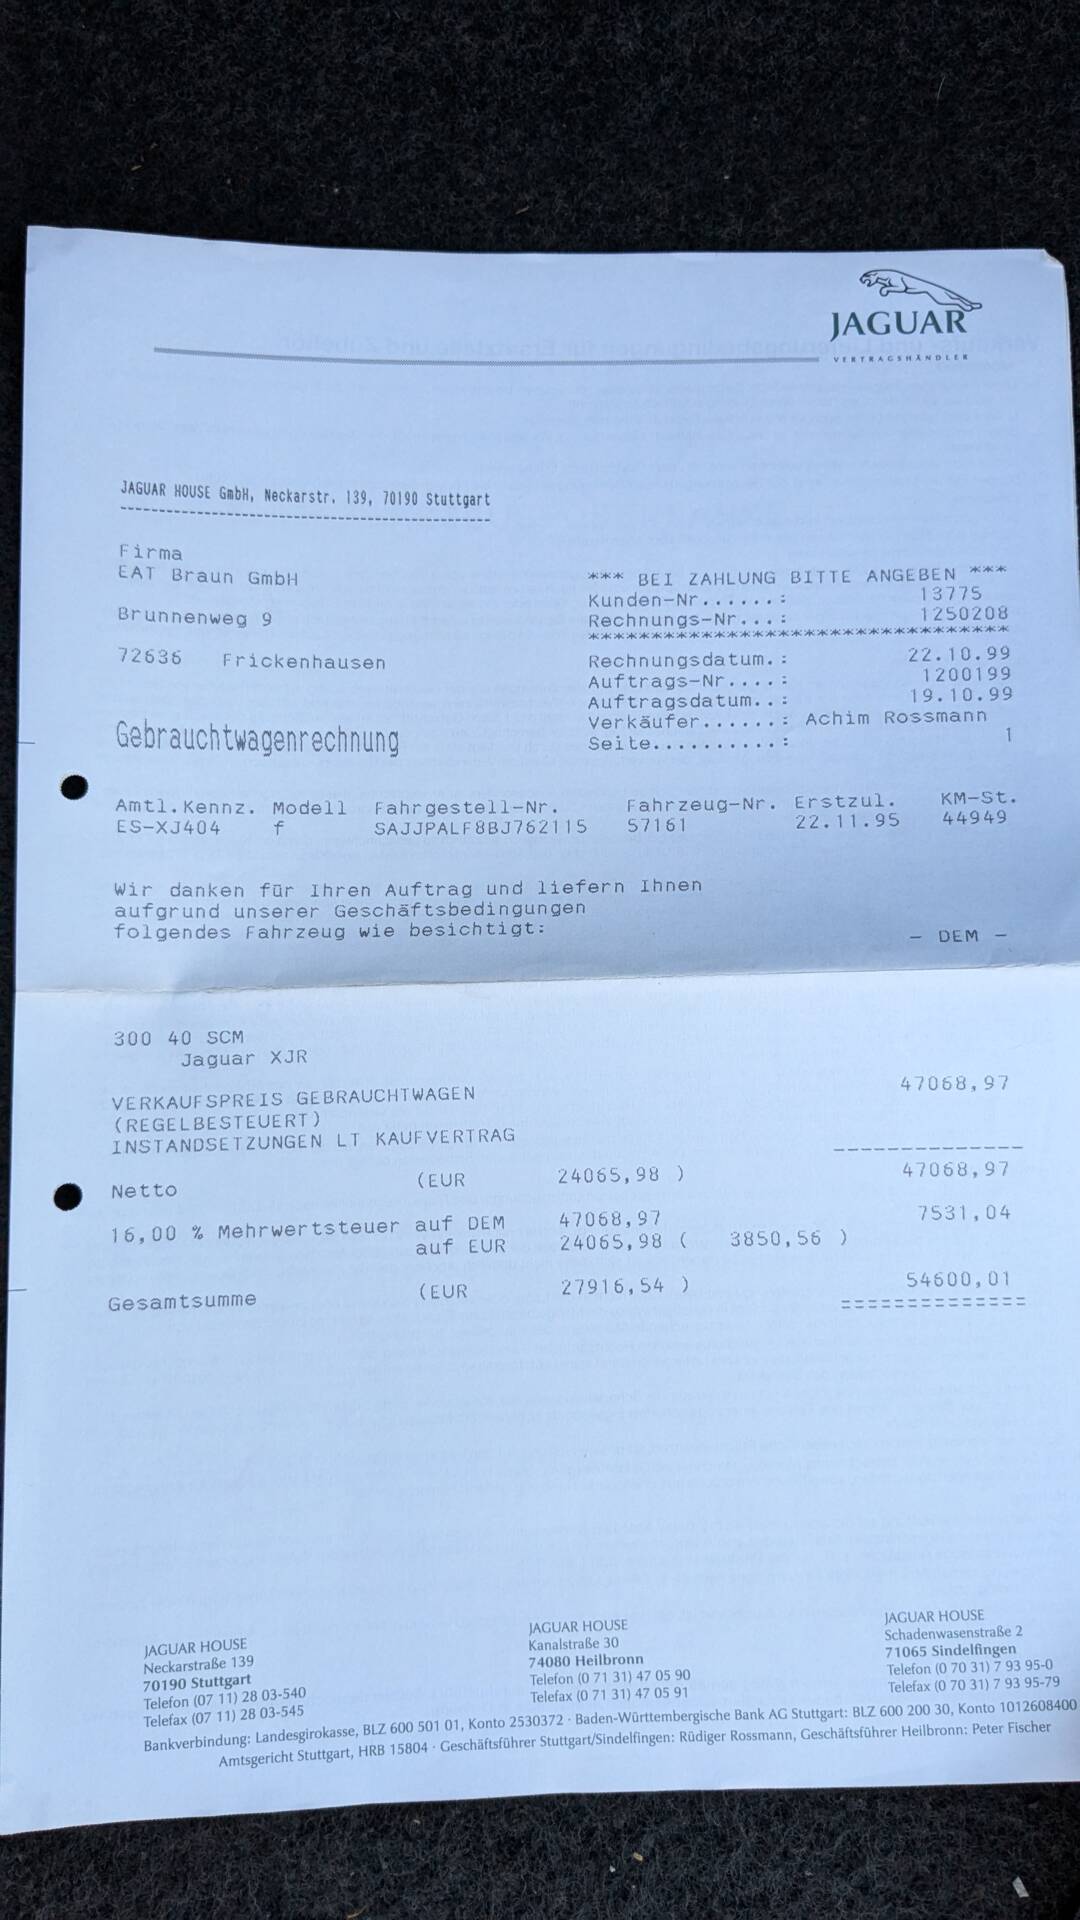 JAGUAR
VERTRAGSHÄNDLER
JAGUAR HOUSE GmbH, Neckarstr. 139, 70190 Stuttgart
Firma
EAT Braun GmbH
Brunnenweg 9
72636 Frickenhausen
*** BEI ZAHLUNG BITTE ANGEBEN ***
Kunden-Nr......: 13775
Rechnungs-Nr...: 1250208
**********************************
Rechnungsdatum.: 22.10.99
Auftrags-Nr....: 1200199
Auftragsdatum..: 19.10.99
Verkäufer......: Achim Rossmann
Seite..........: 1
Gebrauchtwagenrechnung
Amtl.Kennz. Modell Fahrgestell-Nr. Fahrzeug-Nr. Erstzul. KM-St.
ES-XJ404 f SAJJPALF8BJ762115 57161 22.11.95 44949
Wir danken für Ihren Auftrag und liefern Ihnen
aufgrund unserer Geschäftsbedingungen
folgendes Fahrzeug wie besichtigt:
- DEM -
300 40 SCM
Jaguar XJR
VERKAUFSPREIS GEBRAUCHTWAGEN 47068,97
(REGELBESTEUERT)
INSTANDSETZUNGEN LT KAUFVERTRAG
Netto (EUR 24065,98 ) 47068,97
16,00 % Mehrwertsteuer auf DEM 47068,97 7531,04
auf EUR 24065,98 ( 3850,56 )
Gesamtsumme (EUR 27916,54 ) 54600,01
==============
JAGUAR HOUSE
Neckarstraße 139
70190 Stuttgart
Telefon (07 11) 28 03-540
Telefax (07 11) 28 03-545
JAGUAR HOUSE
Kanalstraße 30
74080 Heilbronn
Telefon (0 71 31) 47 05 90
Telefax (0 71 31) 47 05 91
JAGUAR HOUSE
Schadenwasenstraße 2
71065 Sindelfingen
Telefon (0 70 31) 7 93 95-0
Telefax (0 70 31) 7 93 95-79
Bankverbindung: Landesgirokasse, BLZ 600 501 01, Konto 2530372 · Baden-Württembergische Bank AG Stuttgart: BLZ 600 200 30, Konto 1012608400
Amtsgericht Stuttgart, HRB 15804 · Geschäftsführer Stuttgart/Sindelfingen: Rüdiger Rossmann, Geschäftsführer Heilbronn: Peter Fischer